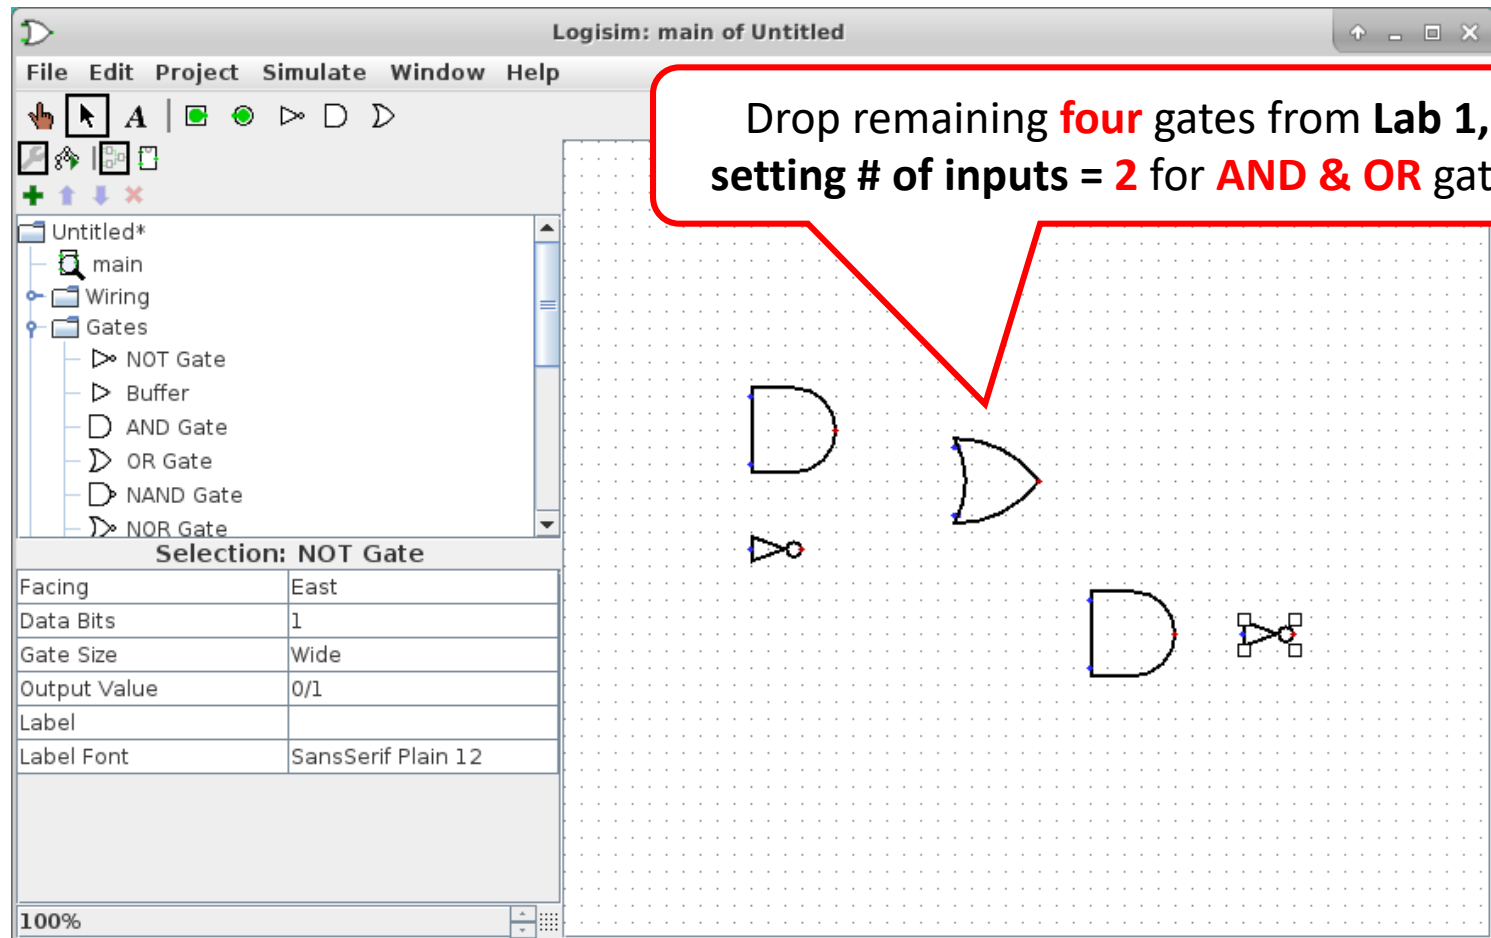 Logisim: main of Untitled
File Edit Project Simulate Window Help
A
Drop remaining four gates from Lab 1,
setting # of inputs = 2 for AND & OR gat
Untitled*
main
Wiring
Gates
NOT Gate
Buffer
AND Gate
OR Gate
NAND Gate
NOR Gate
Selection: NOT Gate
Facing East
Data Bits 1
Gate Size Wide
Output Value 0/1
Label
Label Font SansSerif Plain 12
100%